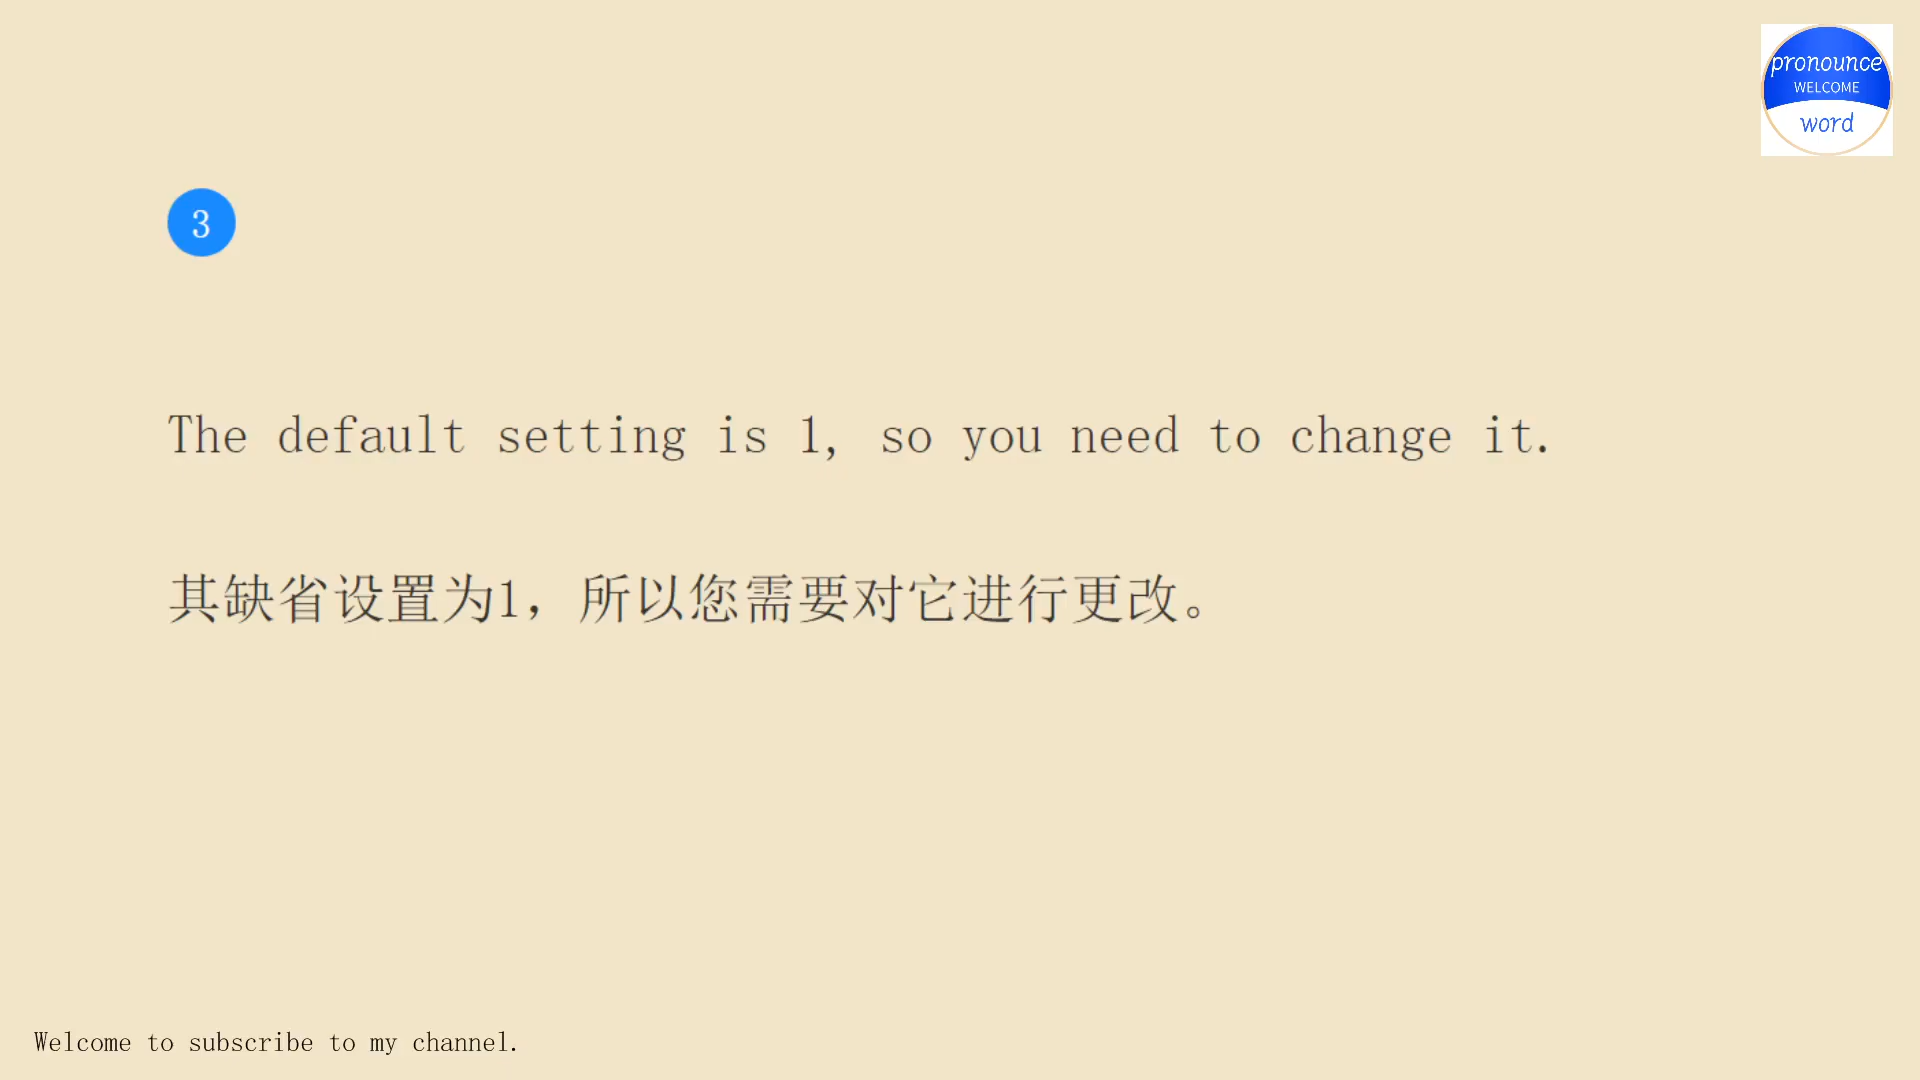 pronounce
WELCOME
word
3
The default setting is 1, so you need to change it.
其缺省设置为1，所以您需要对它进行更改。
Welcome to subscribe to my channel.